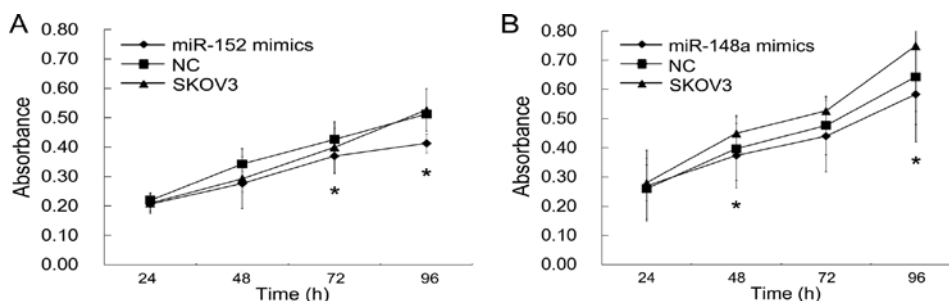 A
0.80
0.70
0.60
0.50
0.40
0.30
0.20
0.10
0.00
Absorbance
miR-152 mimics
NC
SKOV3
*
*
24
48
72
96
Time (h)
B
0.80
0.70
0.60
0.50
0.40
0.30
0.20
0.10
0.00
Absorbance
miR-148a mimics
NC
SKOV3
*
*
24
48
72
96
Time (h)